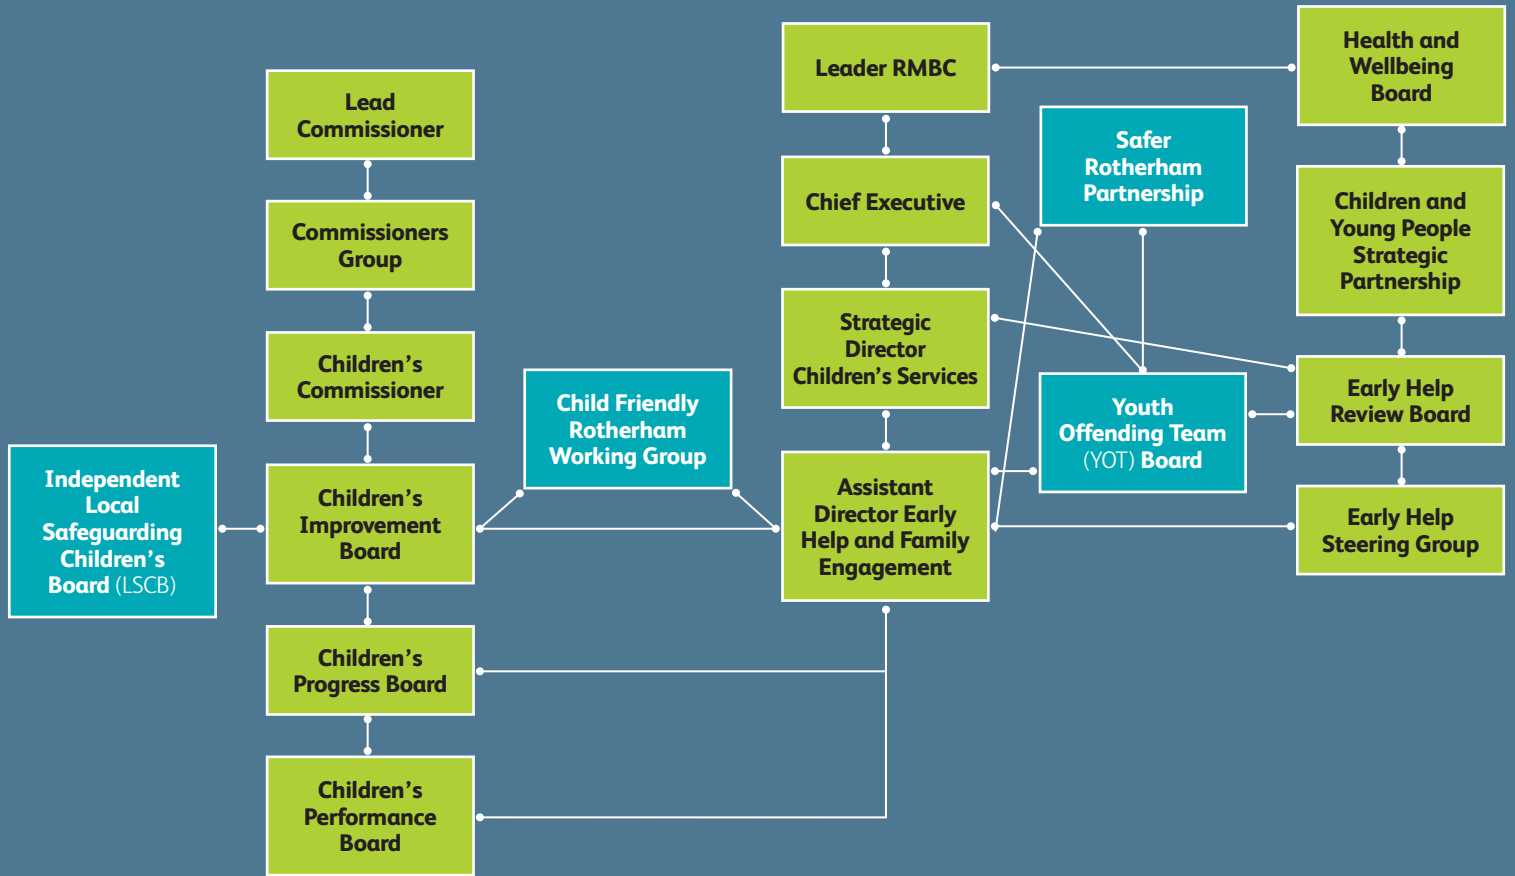 Lead
Commissioner
Commissioners
Group
Children’s
Commissioner
Independent
Local
Safeguarding
Children’s
Board (LSCB)
Children’s
Improvement
Board
Children’s
Progress Board
Children’s
Performance
Board
Child Friendly
Rotherham
Working Group
Leader RMBC
Chief Executive
Strategic
Director
Children’s Services
Assistant
Director Early
Help and Family
Engagement
Safer
Rotherham
Partnership
Youth
Offending Team
(YOT) Board
Health and
Wellbeing
Board
Children and
Young People
Strategic
Partnership
Early Help
Review Board
Early Help
Steering Group